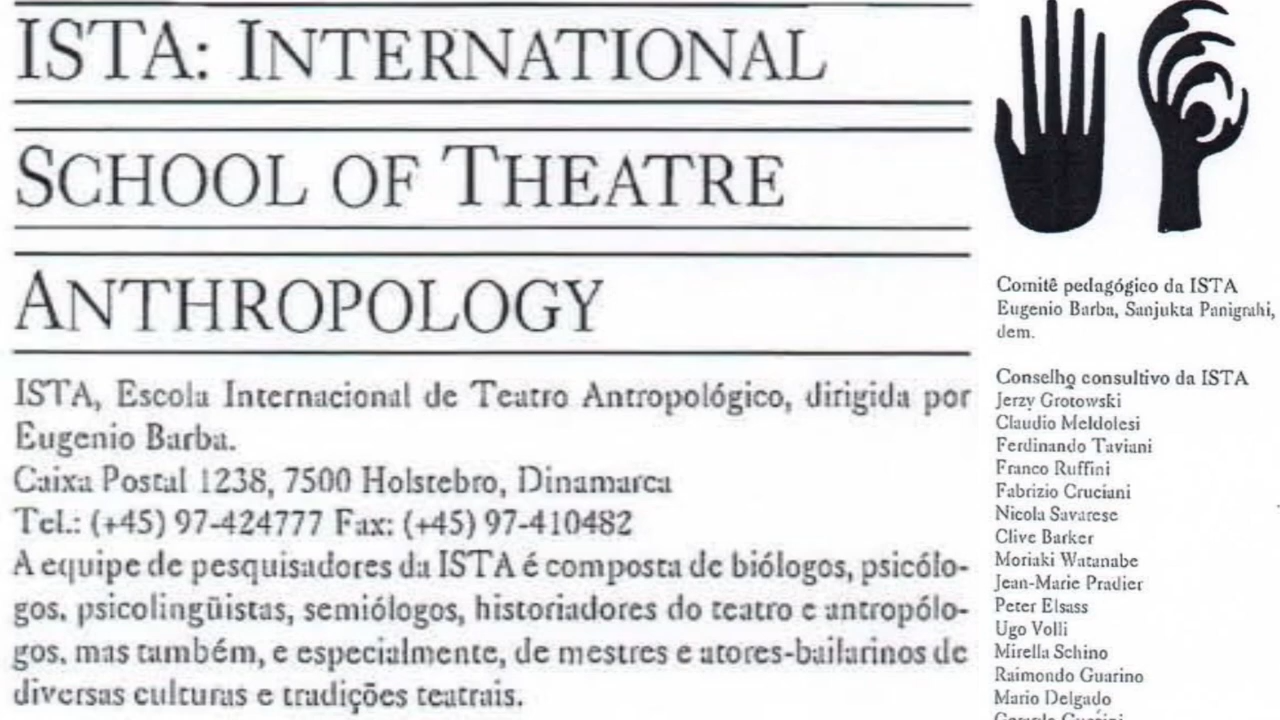 ISTA: INTERNATIONAL
SCHOOL OF THEATRE
ANTHROPOLOGY
ISTA, Escola Internacional de Teatro Antropológico, dirigida por
Eugenio Barba.
Caixa Postal 1238, 7500 Holstebro, Dinamarca
Tel.: (+45) 97-424777 Fax: (+45) 97-410482
A equipe de pesquisadores da ISTA é composta de biólogos, psicólo-
gos, psicolingüistas, semiólogos, historiadores do teatro e antropólo-
gos, mas também, e especialmente, de mestres e atores-bailarinos de
diversas culturas e tradições teatrais.
Comitê pedagógico da ISTA
Eugenio Barba, Sanjukta Panigrahi,
dem.
Conselho consultivo da ISTA
Jerzy Grotowski
Claudio Meldolesi
Ferdinando Taviani
Franco Ruffini
Fabrizio Cruciani
Nicola Savarese
Clive Barker
Moriaki Watanabe
Jean-Marie Pradier
Peter Elsass
Ugo Volli
Mirella Schino
Raimondo Guarino
Mario Delgado